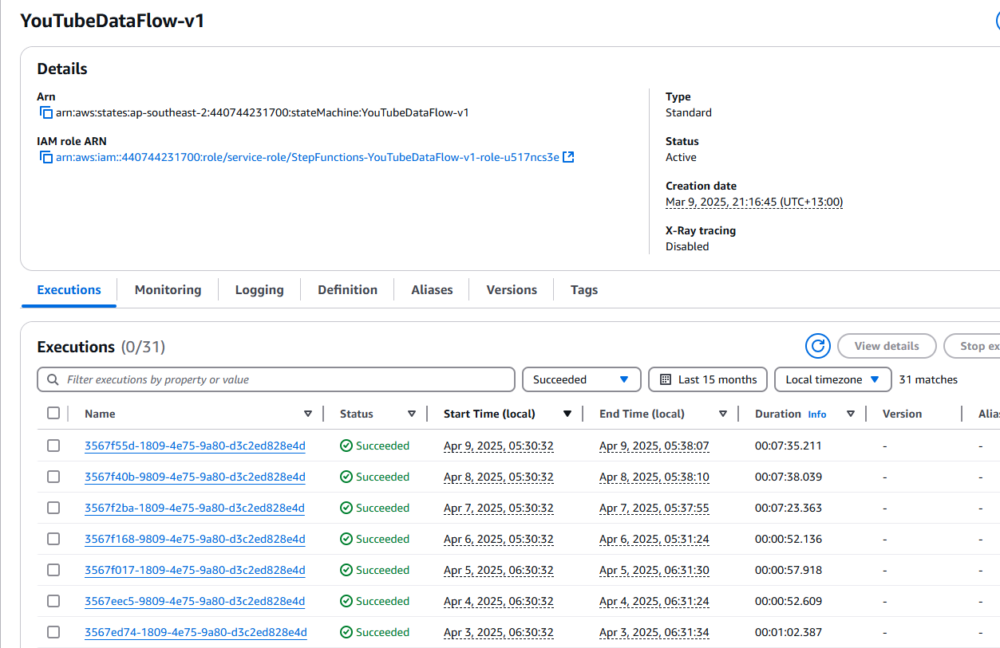 YouTubeDataFlow-v1
Details
Arn
arn:aws:states:ap-southeast-2:440744231700:stateMachine:YouTubeDataFlow-v1
IAM role ARN
arn:aws:iam::440744231700:role/service-role/StepFunctions-YouTubeDataFlow-v1-role-u517ncs3e
Type
Standard
Status
Active
Creation date
Mar 9, 2025, 21:16:45 (UTC+13:00)
X-Ray tracing
Disabled
Executions Monitoring Logging Definition Aliases Versions Tags
Executions (0/31) View details Stop ex
Filter executions by property or value Succeeded Last 15 months Local timezone 31 matches
Name Status Start Time (local) End Time (local) Duration Info Version Alias
3567f55d-1809-4e75-9a80-d3c2ed828e4d Succeeded Apr 9, 2025, 05:30:32 Apr 9, 2025, 05:38:07 00:07:35.211 - -
3567f40b-9809-4e75-9a80-d3c2ed828e4d Succeeded Apr 8, 2025, 05:30:32 Apr 8, 2025, 05:38:10 00:07:38.039 - -
3567f2ba-1809-4e75-9a80-d3c2ed828e4d Succeeded Apr 7, 2025, 05:30:32 Apr 7, 2025, 05:37:55 00:07:23.363 - -
3567f168-9809-4e75-9a80-d3c2ed828e4d Succeeded Apr 6, 2025, 05:30:32 Apr 6, 2025, 05:31:24 00:00:52.136 - -
3567f017-1809-4e75-9a80-d3c2ed828e4d Succeeded Apr 5, 2025, 06:30:32 Apr 5, 2025, 06:31:30 00:00:57.918 - -
3567eec5-9809-4e75-9a80-d3c2ed828e4d Succeeded Apr 4, 2025, 06:30:32 Apr 4, 2025, 06:31:24 00:00:52.609 - -
3567ed74-1809-4e75-9a80-d3c2ed828e4d Succeeded Apr 3, 2025, 06:30:32 Apr 3, 2025, 06:31:34 00:01:02.387 - -